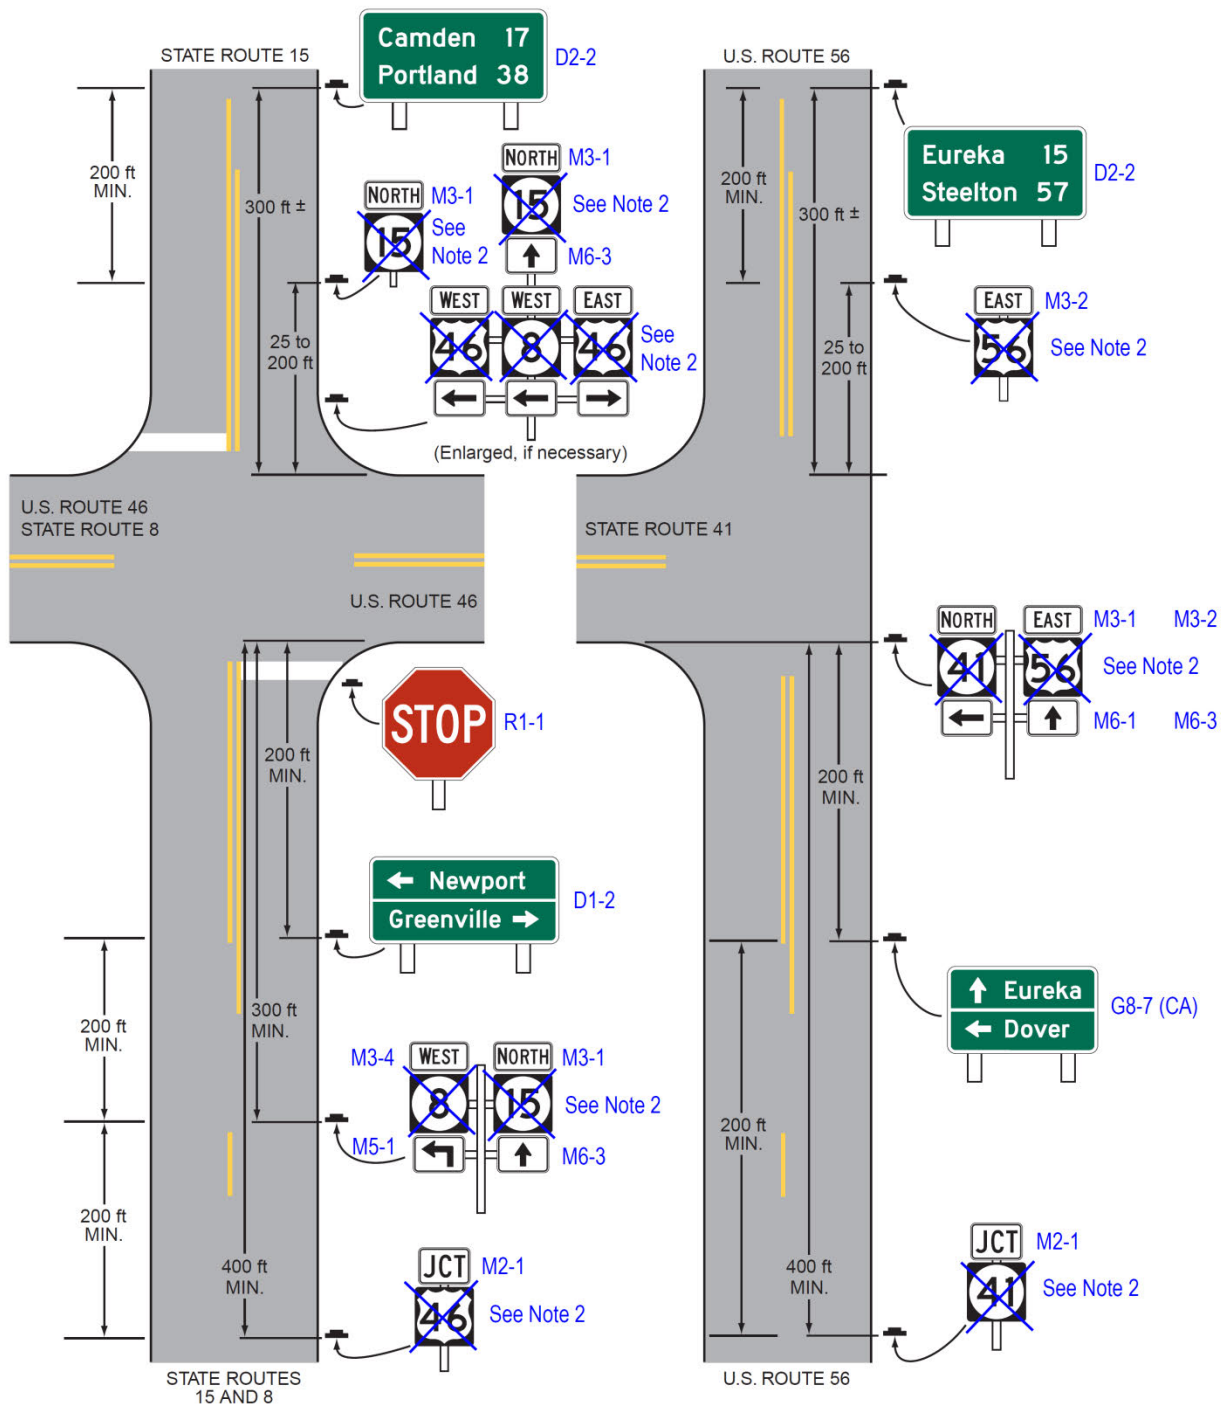 STATE ROUTE 15
Camden 17
Portland 38
D2-2
200 ft
MIN.
300 ft ±
NORTH
M3-1
15
See
Note 2
NORTH
M3-1
15
See Note 2
M6-3
25 to
200 ft
WEST
WEST
EAST
46
8
46
See
Note 2
(Enlarged, if necessary)
U.S. ROUTE 46
STATE ROUTE 8
U.S. ROUTE 46
STOP
R1-1
200 ft
MIN.
← Newport
Greenville →
D1-2
300 ft
MIN.
200 ft
MIN.
M3-4
WEST
NORTH
M3-1
8
15
See Note 2
M5-1
M6-3
200 ft
MIN.
400 ft
MIN.
JCT
M2-1
46
See Note 2
STATE ROUTES
15 AND 8
U.S. ROUTE 56
200 ft
MIN.
300 ft ±
Eureka 15
Steelton 57
D2-2
25 to
200 ft
EAST
M3-2
56
See Note 2
STATE ROUTE 41
NORTH
EAST
M3-1 M3-2
41
56
See Note 2
M6-1 M6-3
200 ft
MIN.
↑ Eureka
← Dover
G8-7 (CA)
200 ft
MIN.
400 ft
MIN.
JCT
M2-1
41
See Note 2
U.S. ROUTE 56